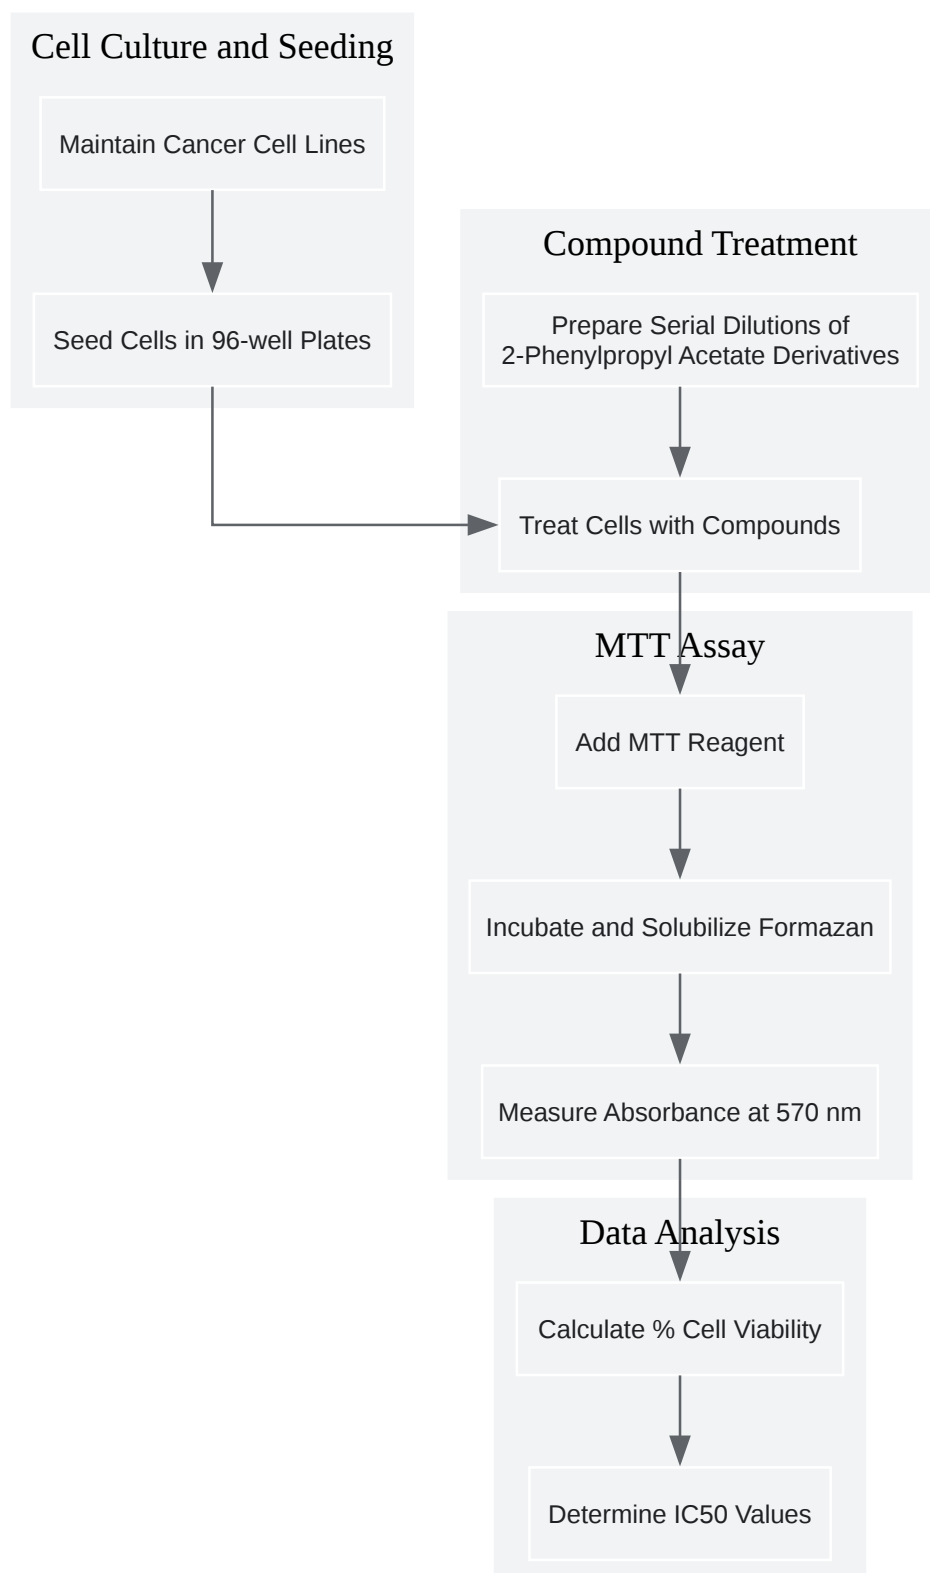 Cell Culture and Seeding
Maintain Cancer Cell Lines
Seed Cells in 96-well Plates
Compound Treatment
Prepare Serial Dilutions of
2-Phenylpropyl Acetate Derivatives
Treat Cells with Compounds
MTT Assay
Add MTT Reagent
Incubate and Solubilize Formazan
Measure Absorbance at 570 nm
Data Analysis
Calculate % Cell Viability
Determine IC50 Values